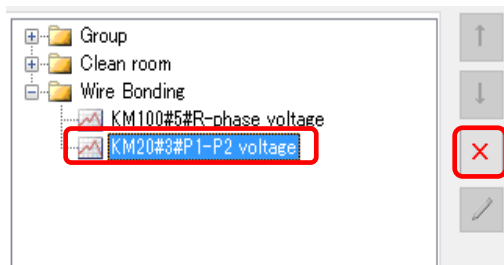 Group
Clean room
Wire Bonding
KM100#5#R-phase voltage
KM20#3#P1-P2 voltage